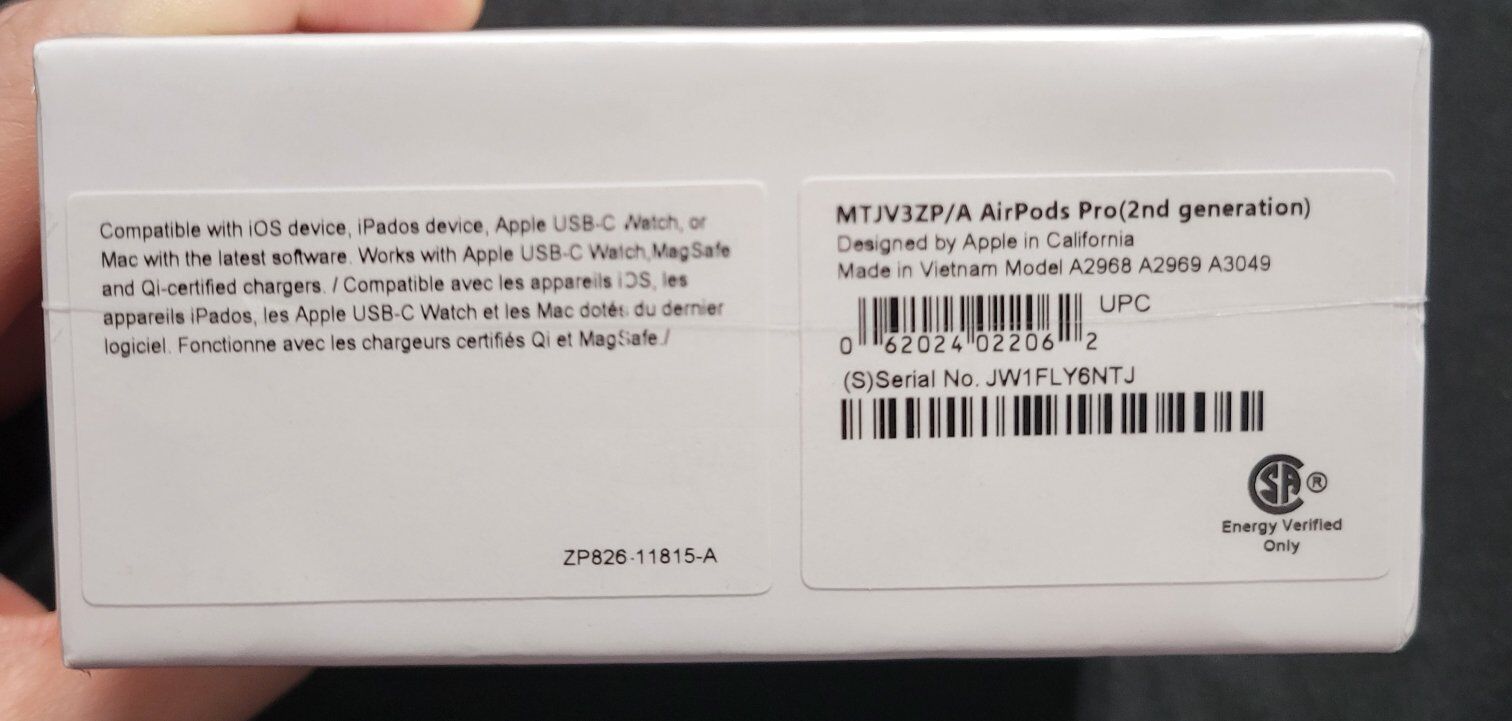 Compatible with iOS device, iPados device, Apple USB-C Watch, or
Mac with the latest software. Works with Apple USB-C Watch,MagSafe
and Qi-certified chargers. / Compatible avec les appareils iOS, les
appareils iPados, les Apple USB-C Watch et les Mac dotés du dernier
logiciel. Fonctionne avec les chargeurs certifiés Qi et MagSafe./
ZP826-11815-A
MTJV3ZP/A AirPods Pro(2nd generation)
Designed by Apple in California
Made in Vietnam Model A2968 A2969 A3049
UPC
0 62024 02206 2
(S)Serial No. JW1FLY6NTJ
SA ®
Energy Verified
Only